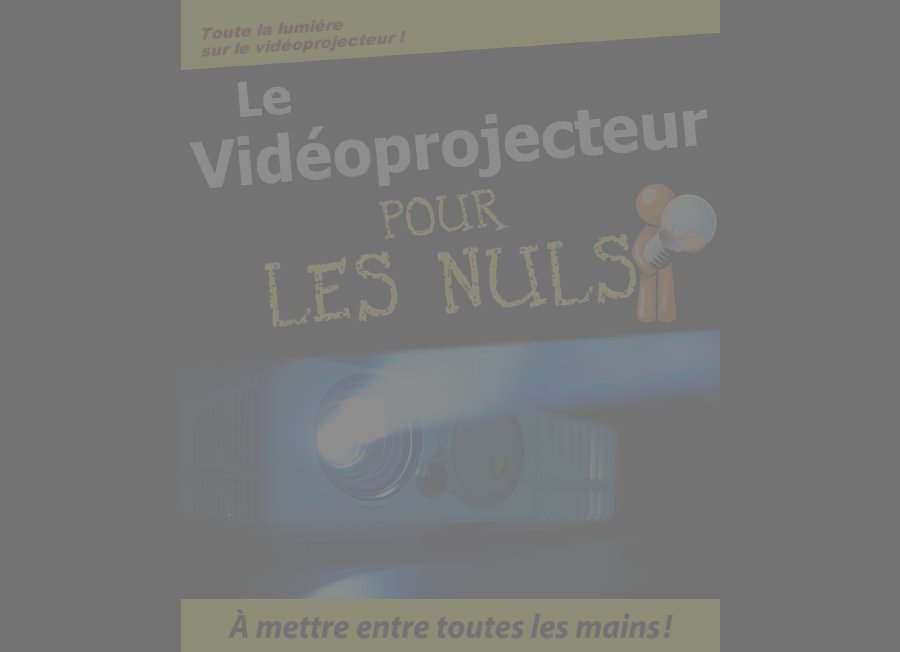 Toute la lumière
sur le vidéoprojecteur !
Le
Vidéoprojecteur
POUR
LES NULS
À mettre entre toutes les mains !